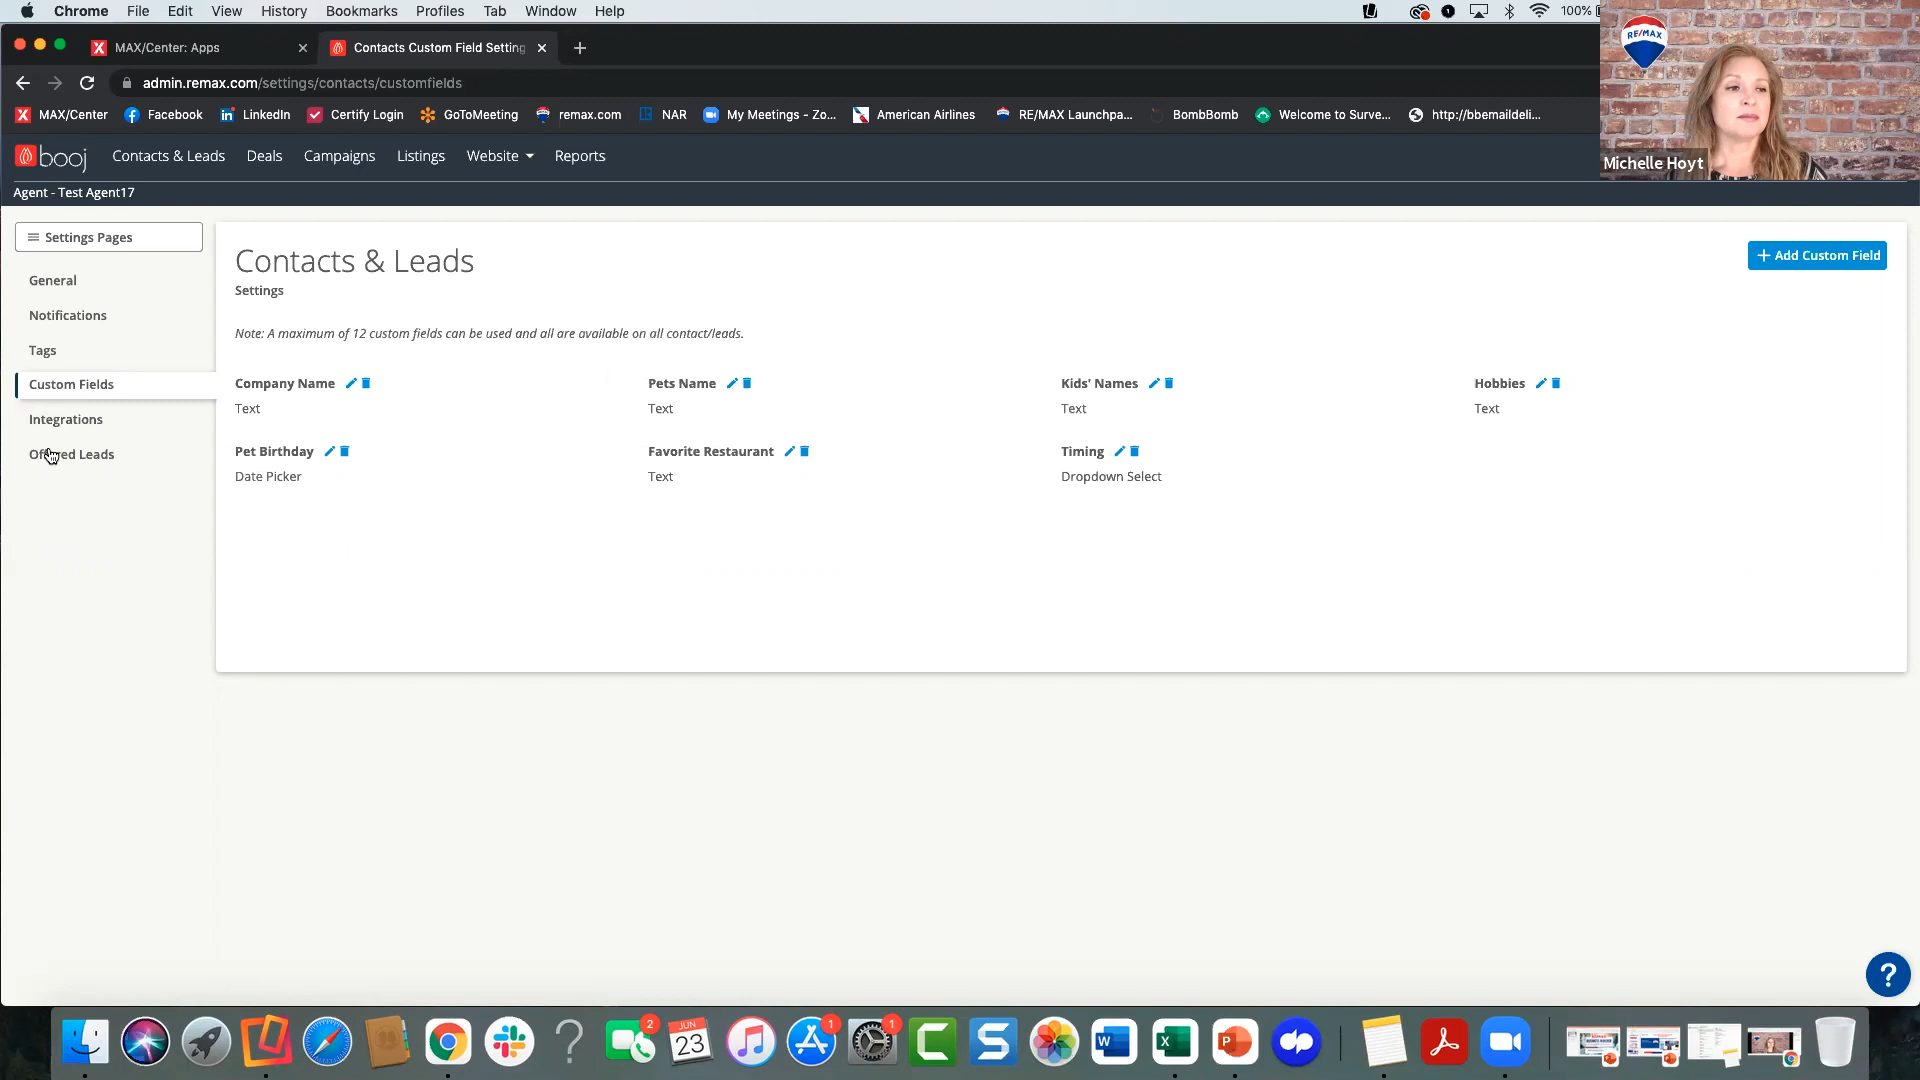 Chrome File Edit View History Bookmarks Profiles Tab Window Help 1 100%
MAX/Center: Apps Contacts Custom Field Setting
admin.remax.com/settings/contacts/customfields
MAX/Center Facebook LinkedIn Certify Login GoToMeeting remax.com NAR My Meetings - Zo... American Airlines RE/MAX Launchpa... BombBomb Welcome to Surve... http://bbemaildeli...
RE/MAX
Michelle Hoyt
booj Contacts & Leads Deals Campaigns Listings Website Reports
Agent - Test Agent17
Settings Pages
General
Notifications
Tags
Custom Fields
Integrations
Offered Leads
Contacts & Leads
+ Add Custom Field
Settings
Note: A maximum of 12 custom fields can be used and all are available on all contact/leads.
Company Name Pets Name Kids' Names Hobbies
Text Text Text Text
Pet Birthday Favorite Restaurant Timing
Date Picker Text Dropdown Select
?
2 JUN 23 1 1